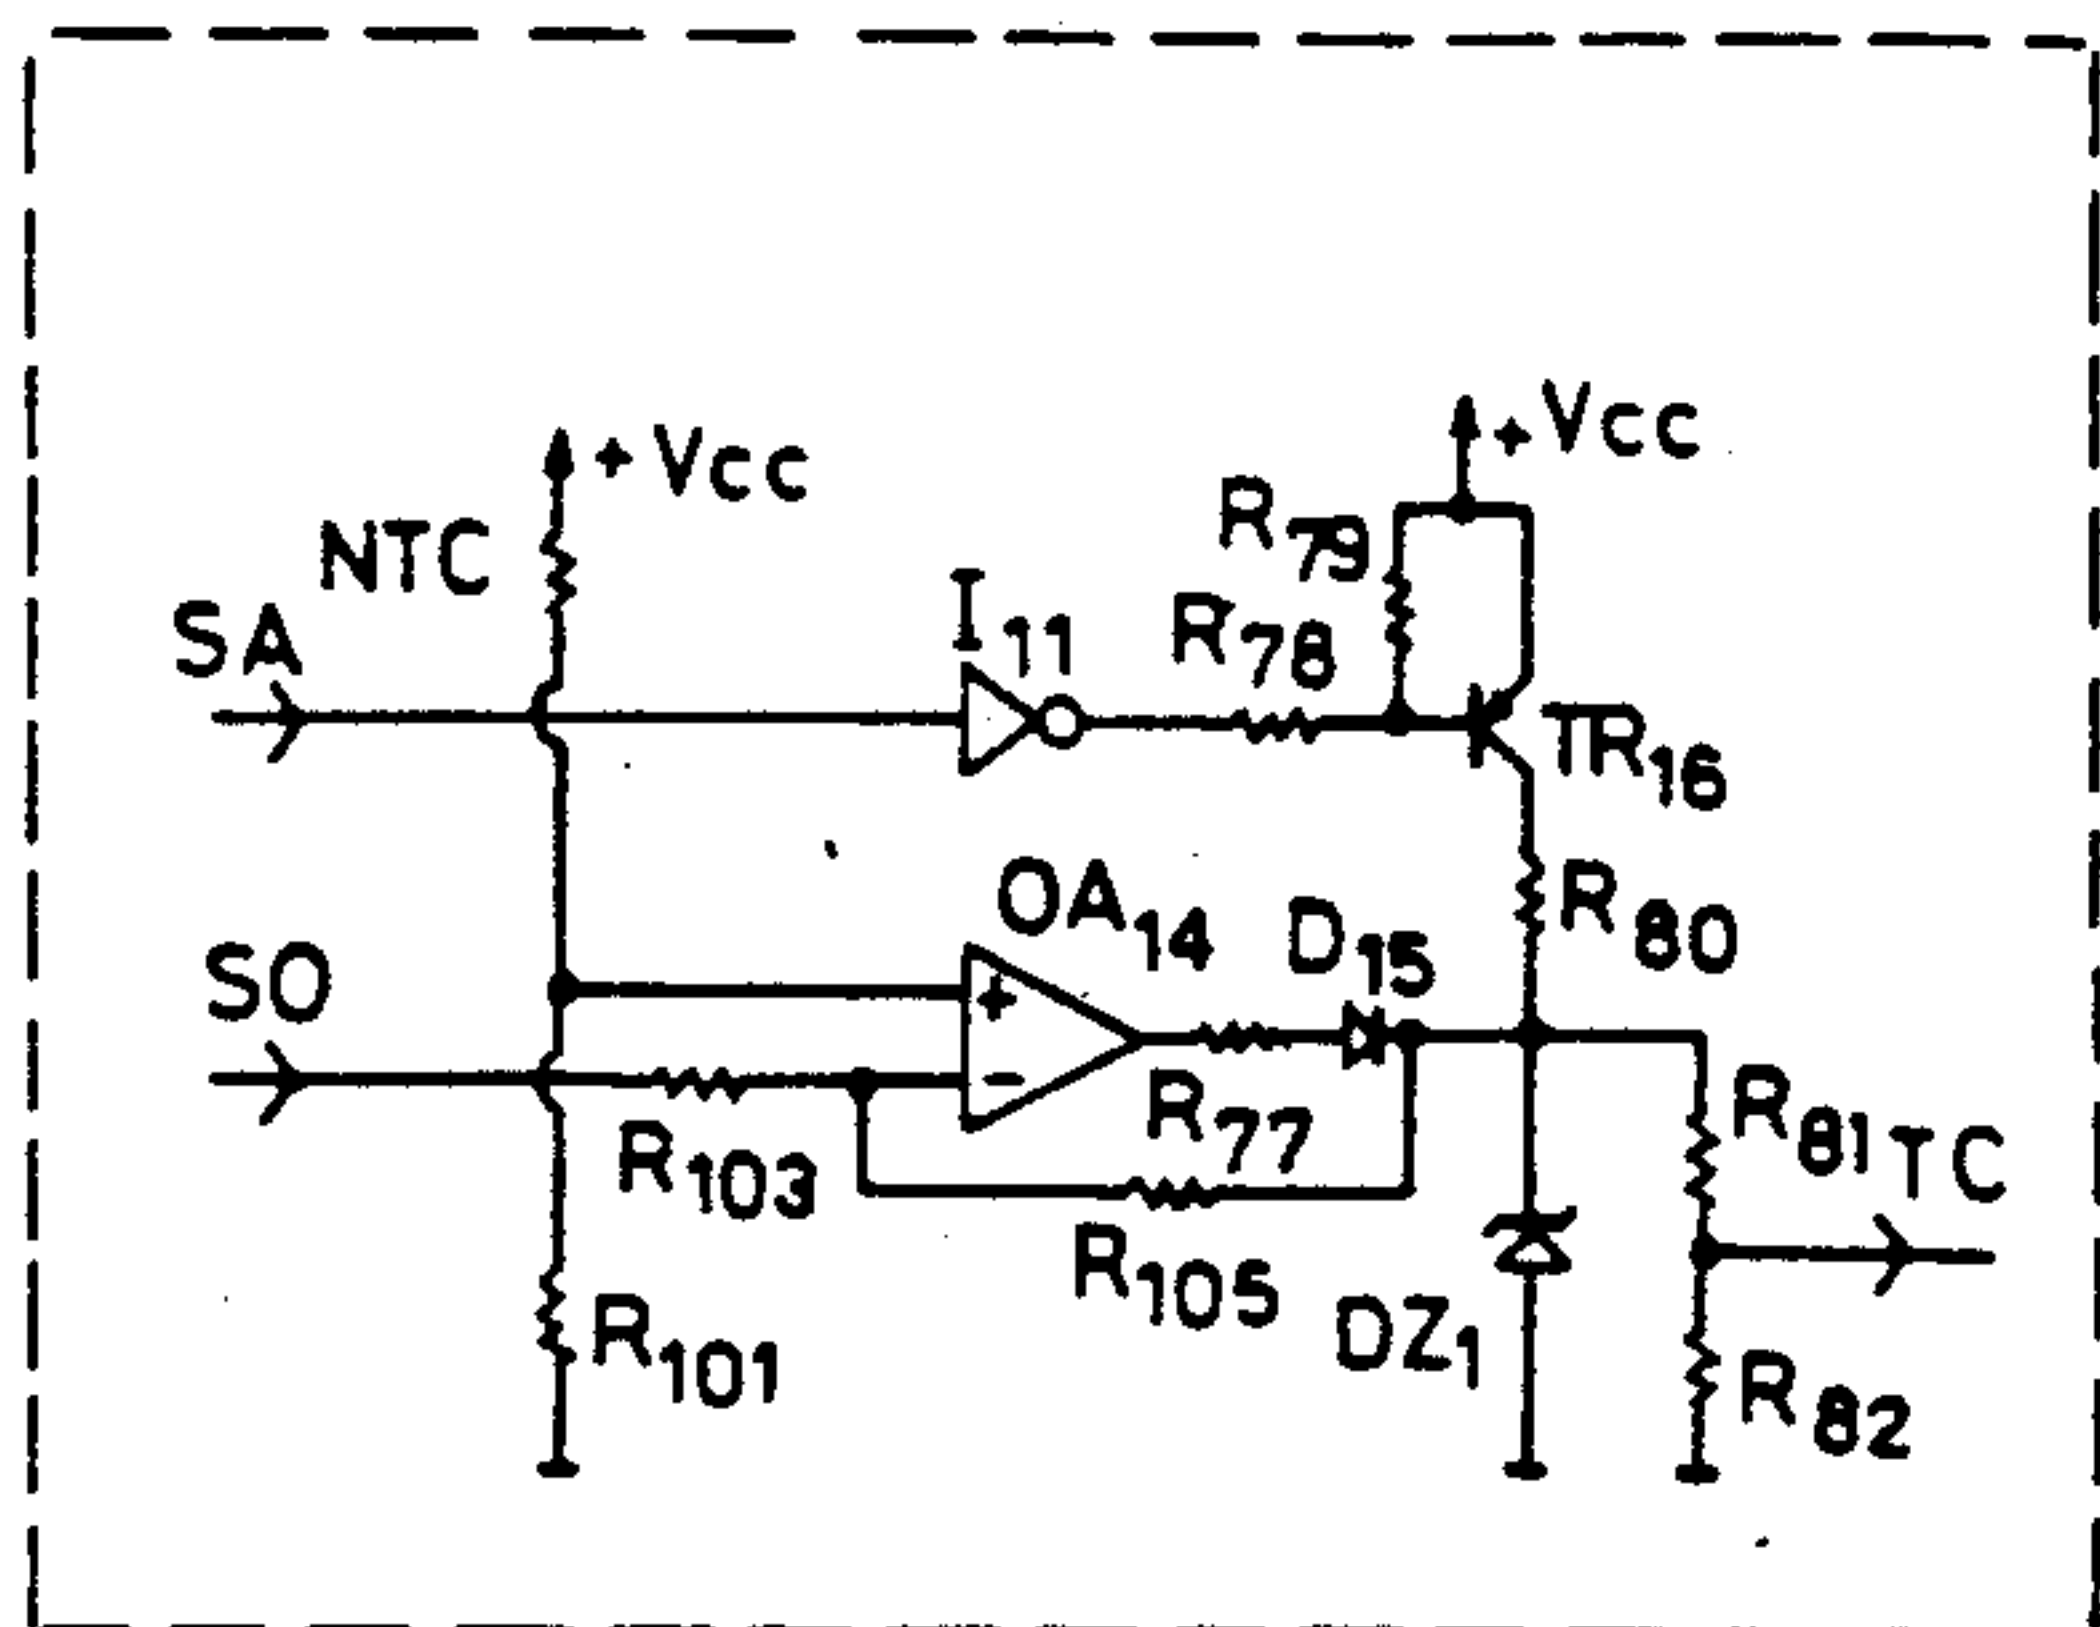 +Vcc
+Vcc
NTC
R79
SA
I11
R78
TR16
OA14
D15
R80
SO
R77
R81
TC
R103
R105
DZ1
R101
R82
+
-